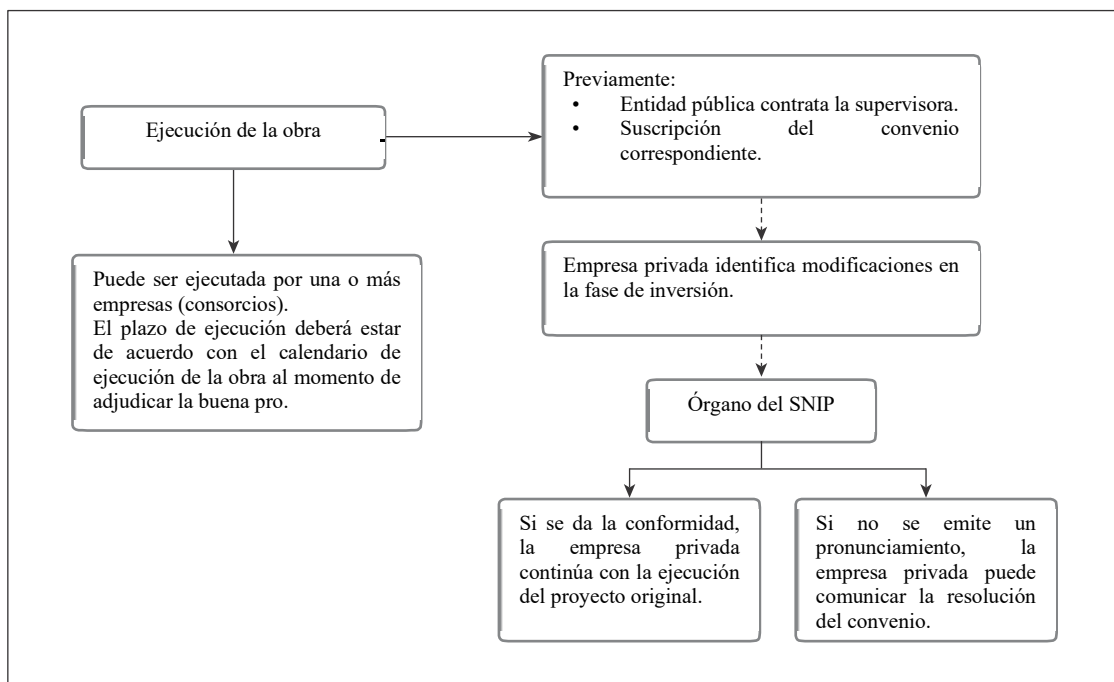 Ejecución de la obra
Previamente:
• Entidad pública contrata la supervisora.
• Suscripción del convenio
correspondiente.
Puede ser ejecutada por una o más
empresas (consorcios).
El plazo de ejecución deberá estar
de acuerdo con el calendario de
ejecución de la obra al momento de
adjudicar la buena pro.
Empresa privada identifica modificaciones en
la fase de inversión.
Órgano del SNIP
Si se da la conformidad,
la empresa privada
continúa con la ejecución
del proyecto original.
Si no se emite un
pronunciamiento, la
empresa privada puede
comunicar la resolución
del convenio.